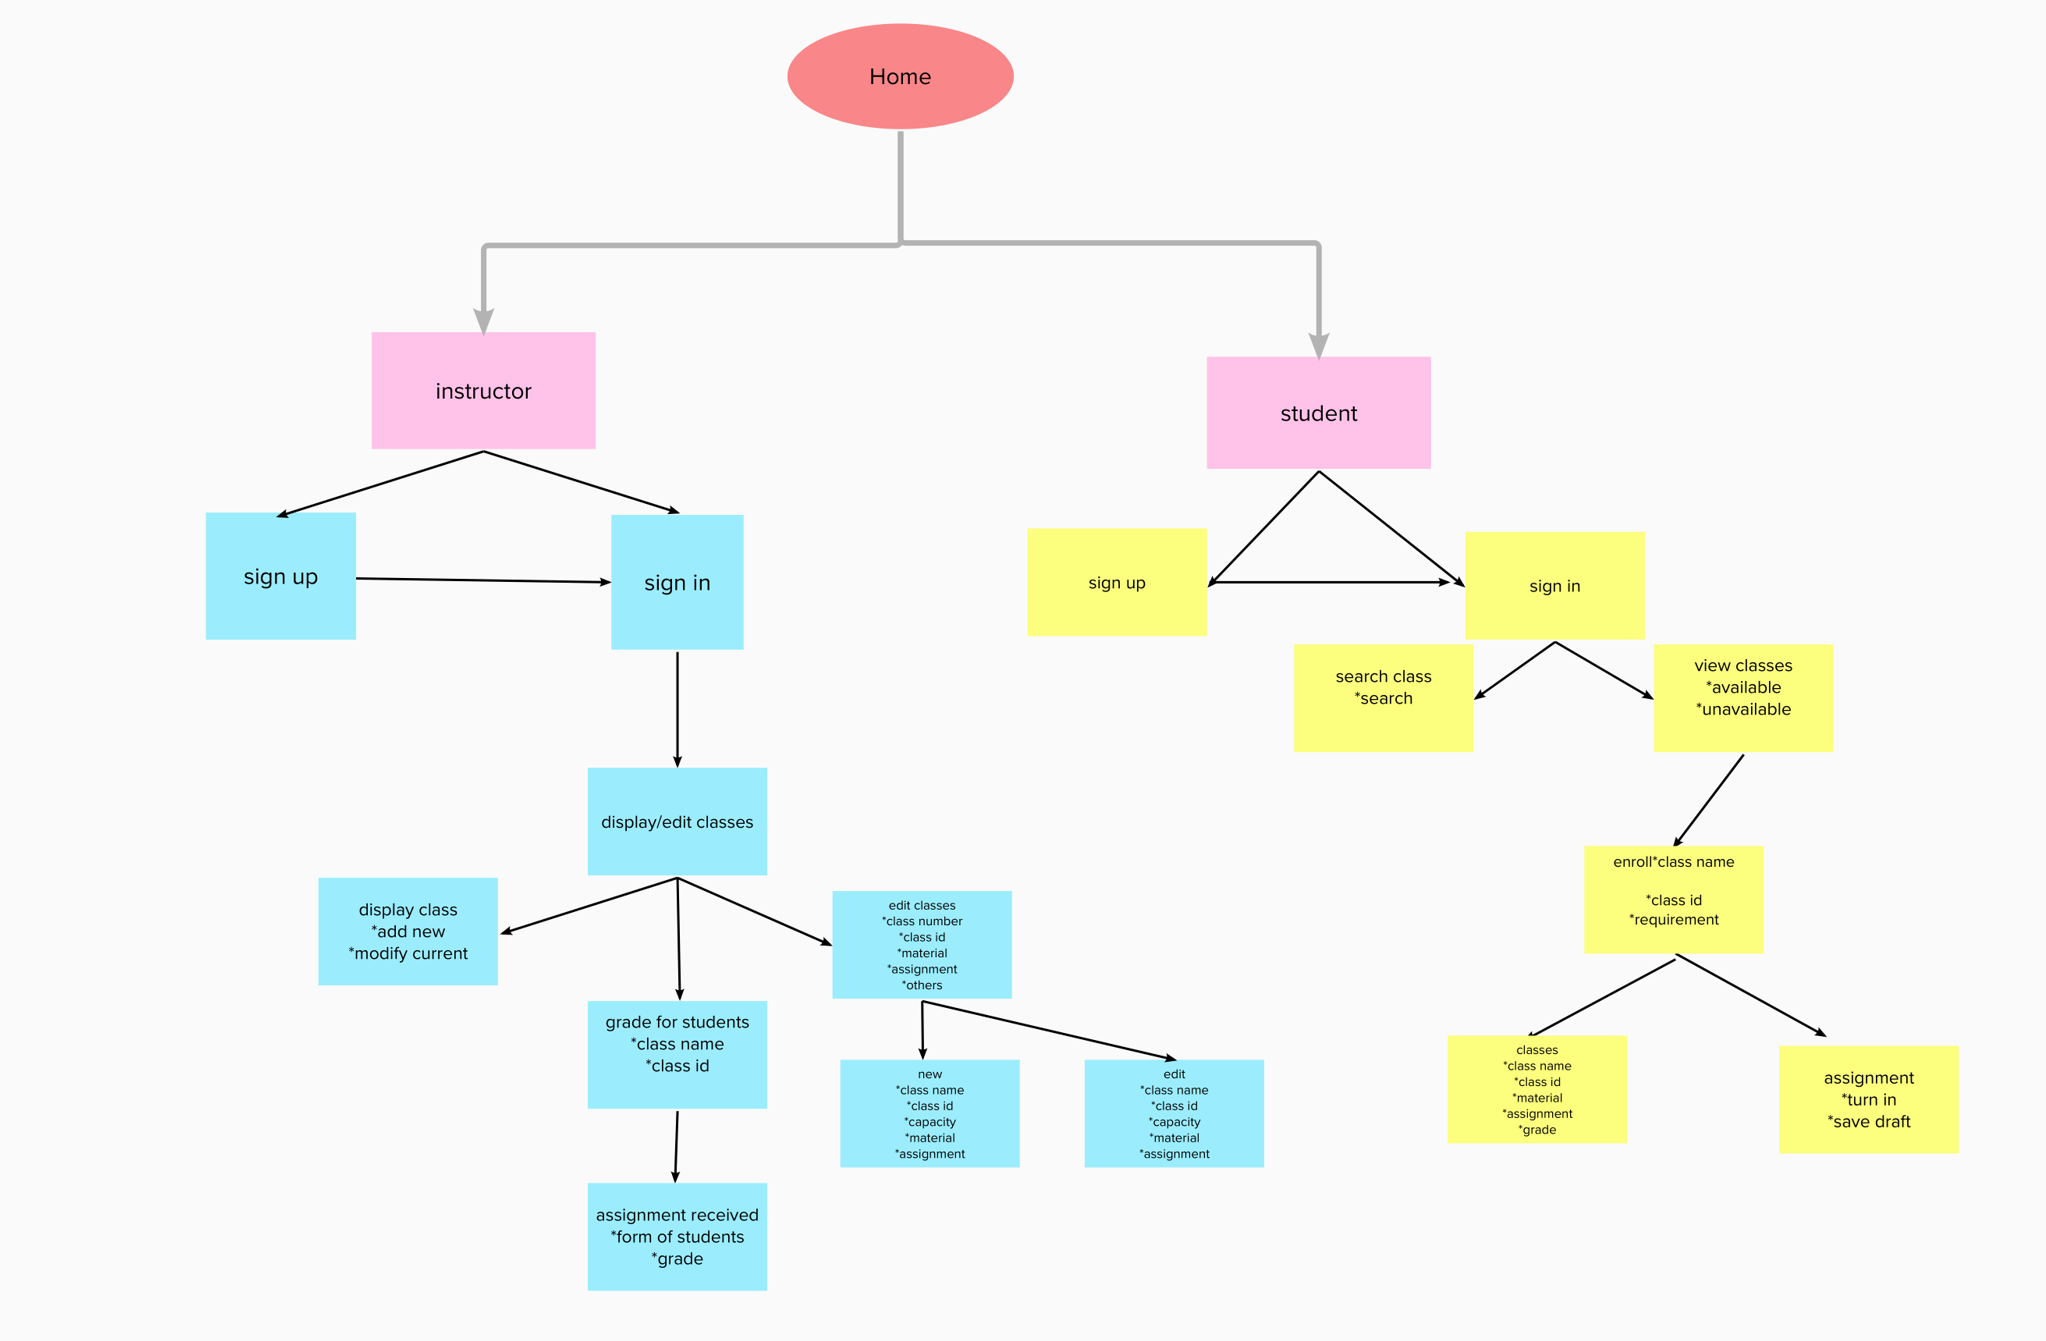 Home
instructor
student
sign up
sign in
sign up
sign in
search class
*search
view classes
*available
*unavailable
display/edit classes
display class
*add new
*modify current
edit classes
*class number
*class id
*material
*assignment
*others
enroll*class name
*class id
*requirement
grade for students
*class name
*class id
new
*class name
*class id
*capacity
*material
*assignment
edit
*class name
*class id
*capacity
*material
*assignment
classes
*class name
*class id
*material
*assignment
*grade
assignment
*turn in
*save draft
assignment received
*form of students
*grade